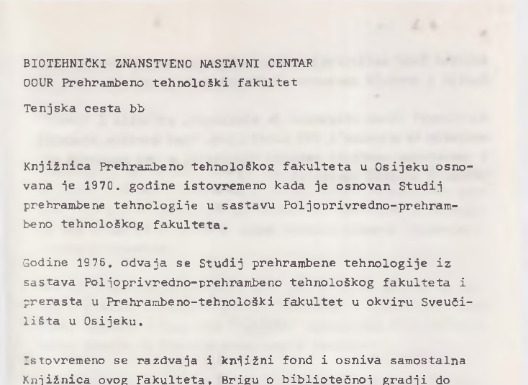 BIOTEHNIČKI ZNANSTVENO NASTAVNI CENTAR
OOUR Prehrambeno tehnološki fakultet
Tenjska cesta bb
Knjižnica Prehrambeno tehnološkog fakulteta u Osijeku osno-
vana je 1970. godine istovremeno kada je osnovan Studij
prehrambene tehnologije u sastavu Poljoprivredno-prehram-
beno tehnološkog fakulteta.
Godine 1976. odvaja se Studij prehrambene tehnologije iz
sastava Poljoprivredno-prehrambeno tehnološkog fakulteta i
prerasta u Prehrambeno-tehnološki fakultet u okviru Sveuči-
lišta u Osijeku.
Istovremeno se razdvaja i knjižni fond i osniva samostalna
Knjižnica ovog Fakulteta. Brigu o bibliotečnoj gradji do